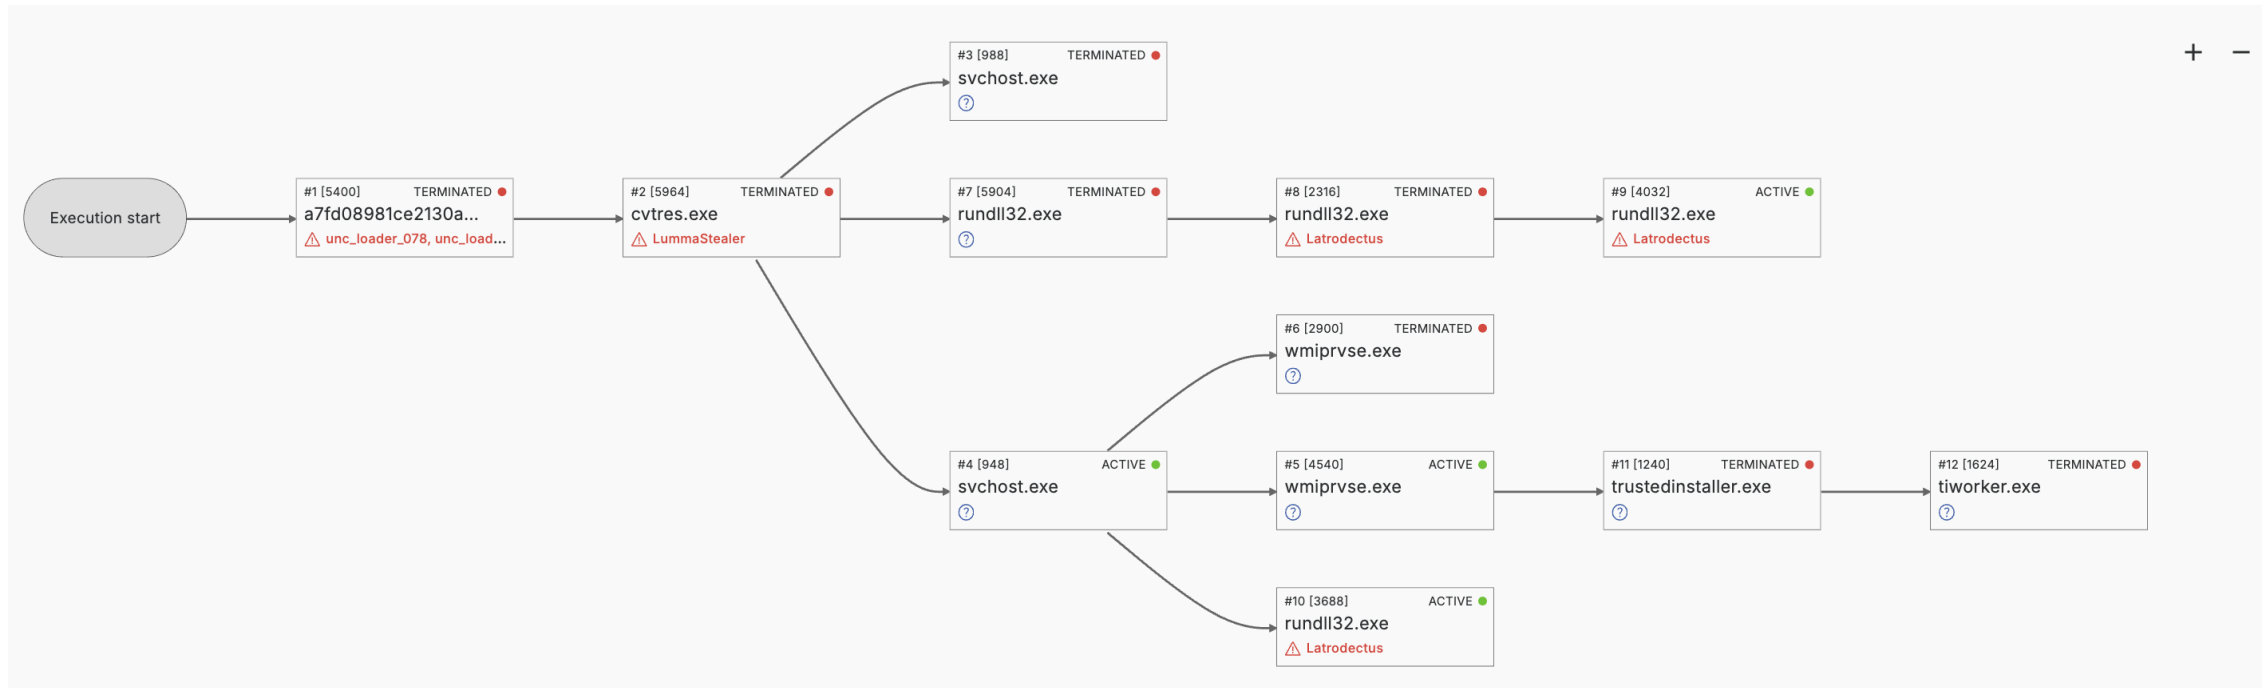 #3 [988] TERMINATED
svchost.exe
Execution start
#1 [5400] TERMINATED
a7fd08981ce2130a...
unc_loader_078, unc_load...
#2 [5964] TERMINATED
cvtres.exe
LummaStealer
#7 [5904] TERMINATED
rundll32.exe
#8 [2316] TERMINATED
rundll32.exe
Latrodectus
#9 [4032] ACTIVE
rundll32.exe
Latrodectus
#6 [2900] TERMINATED
wmiprvse.exe
#4 [948] ACTIVE
svchost.exe
#5 [4540] ACTIVE
wmiprvse.exe
#11 [1240] TERMINATED
trustedinstaller.exe
#12 [1624] TERMINATED
tiworker.exe
#10 [3688] ACTIVE
rundll32.exe
Latrodectus